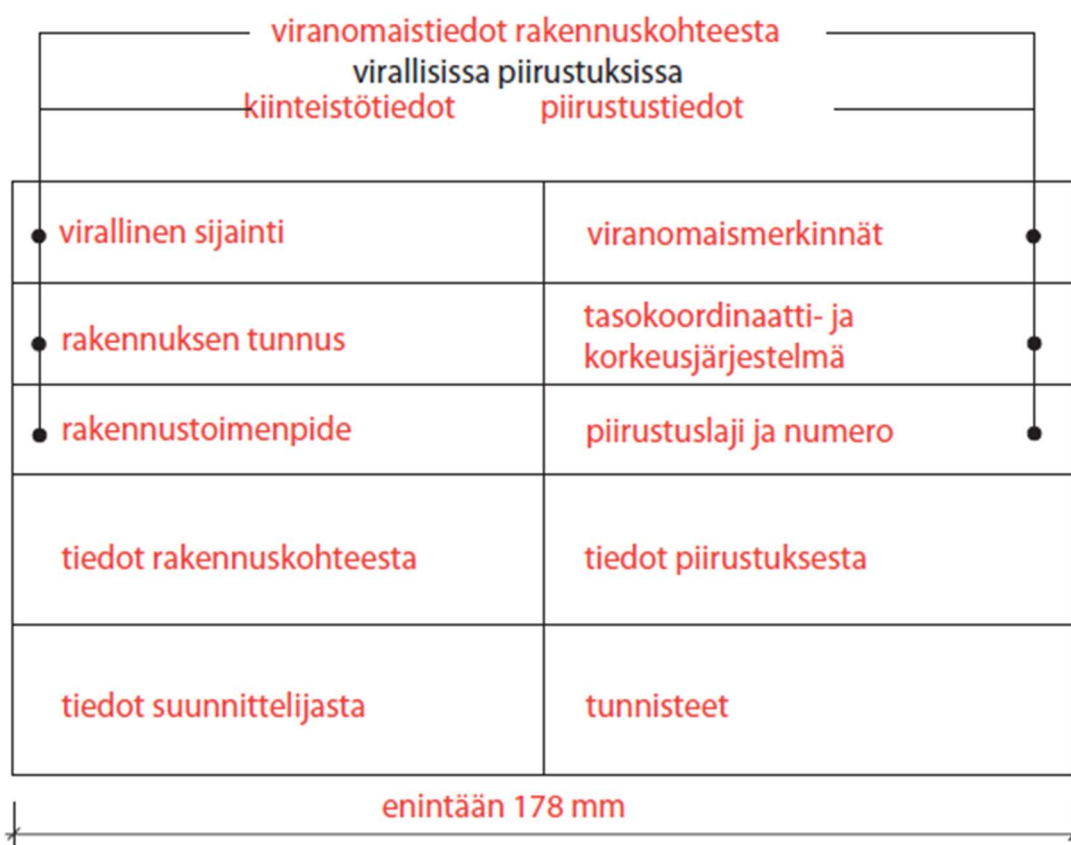 viranomaistiedot rakennuskohteesta
virallisissa piirustuksissa
kiinteistötiedot piirustustiedot
virallinen sijainti
viranomaismerkinnät
rakennuksen tunnus
tasokoordinaatti- ja
korkeusjärjestelmä
rakennustoimenpide
piirustuslaji ja numero
tiedot rakennuskohteesta
tiedot piirustuksesta
tiedot suunnittelijasta
tunnisteet
enintään 178 mm